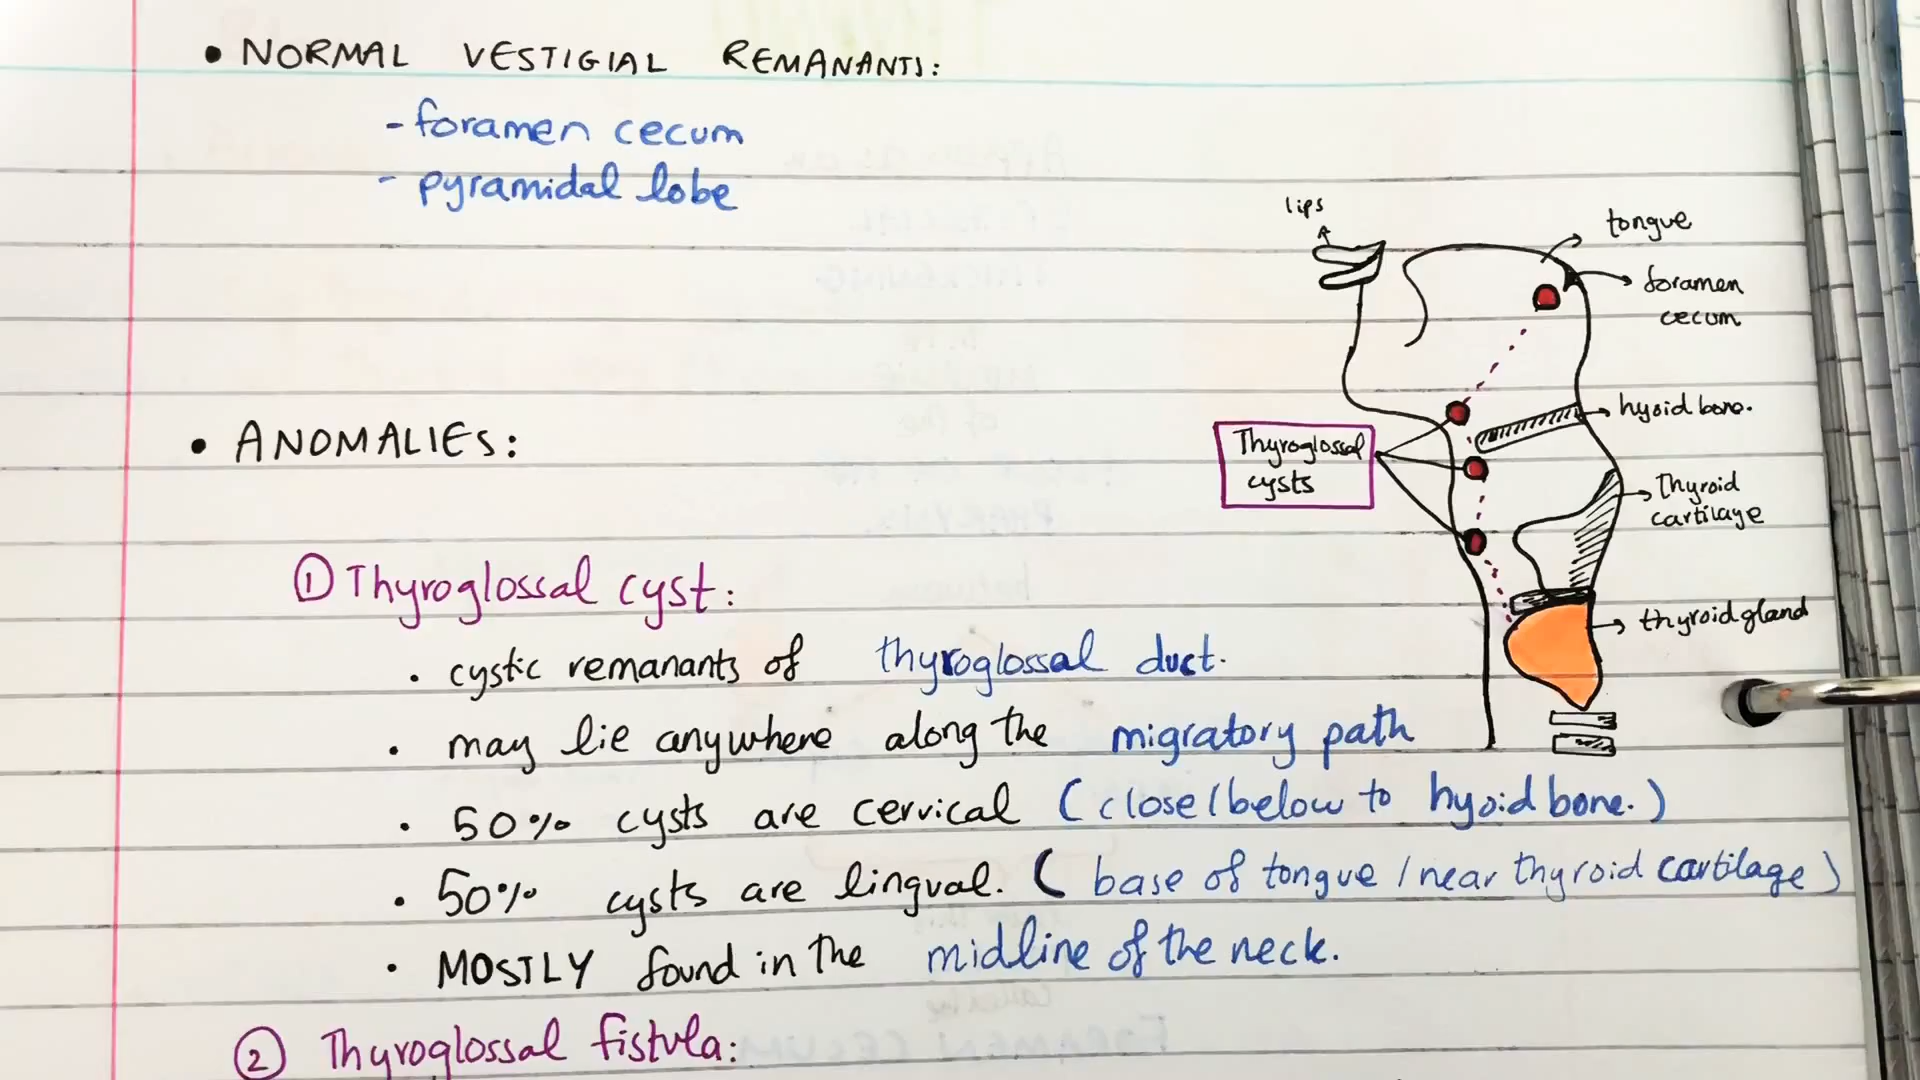 • NORMAL VESTIGIAL REMANANTS:
- foramen cecum
- pyramidal lobe
lips
tongue
foramen
cecum
hyoid bone.
Thyroglossal
cysts
Thyroid
cartilage
thyroid gland
• ANOMALIES:
① Thyroglossal cyst:
• cystic remanants of thyroglossal duct.
• may lie anywhere along the migratory path
• 50% cysts are cervical (close/below to hyoid bone.)
• 50% cysts are lingual. (base of tongue / near thyroid cartilage)
• MOSTLY found in the midline of the neck.
② Thyroglossal fistula: